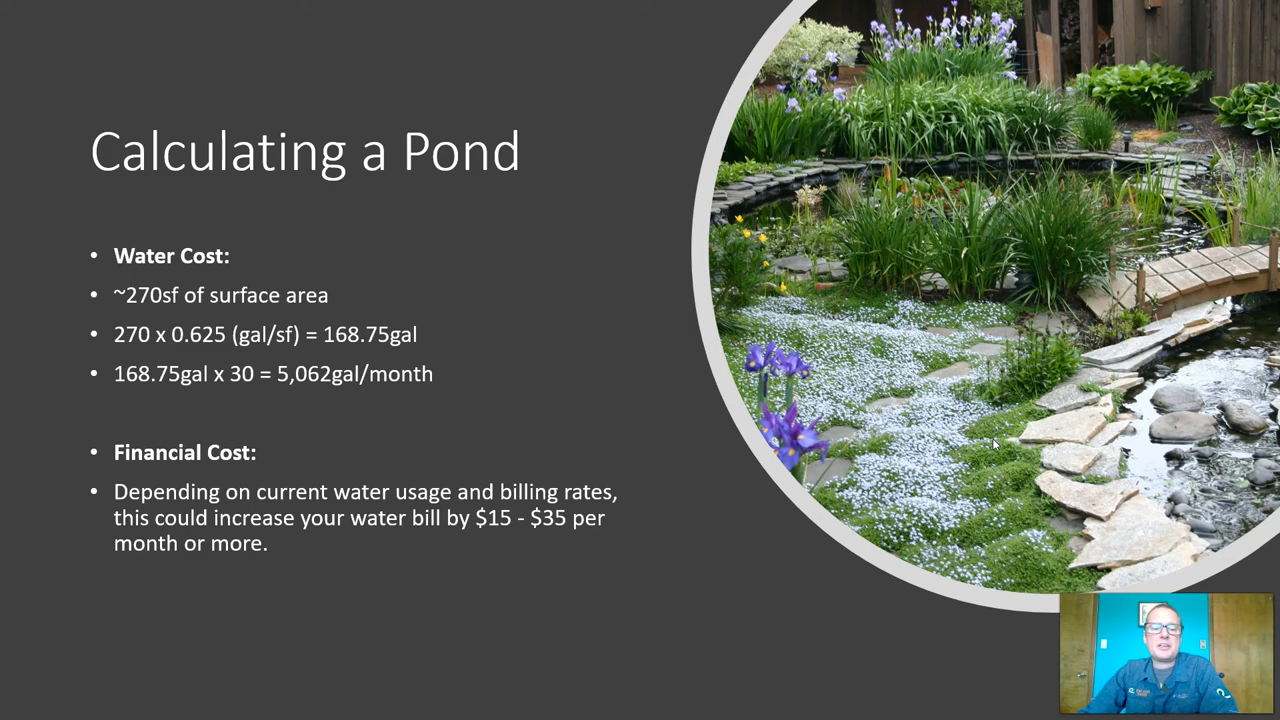 Calculating a Pond
• Water Cost:
• ~270sf of surface area
• 270 x 0.625 (gal/sf) = 168.75gal
• 168.75gal x 30 = 5,062gal/month
• Financial Cost:
• Depending on current water usage and billing rates,
this could increase your water bill by $15 - $35 per
month or more.